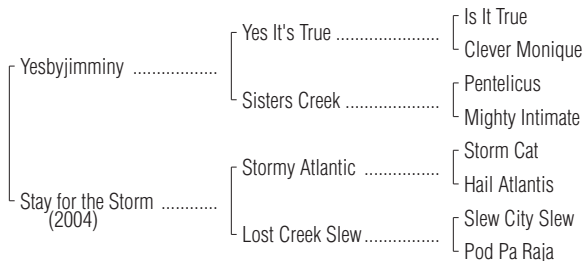 Is It True
Yes It's True ....................
Clever Monique
Yesbyjimminy .................
Pentelicus
Sisters Creek ....................
Mighty Intimate
Storm Cat
Stormy Atlantic ................
Hail Atlantis
Stay for the Storm ............
(2004)
Slew City Slew
Lost Creek Slew................
Pod Pa Raja